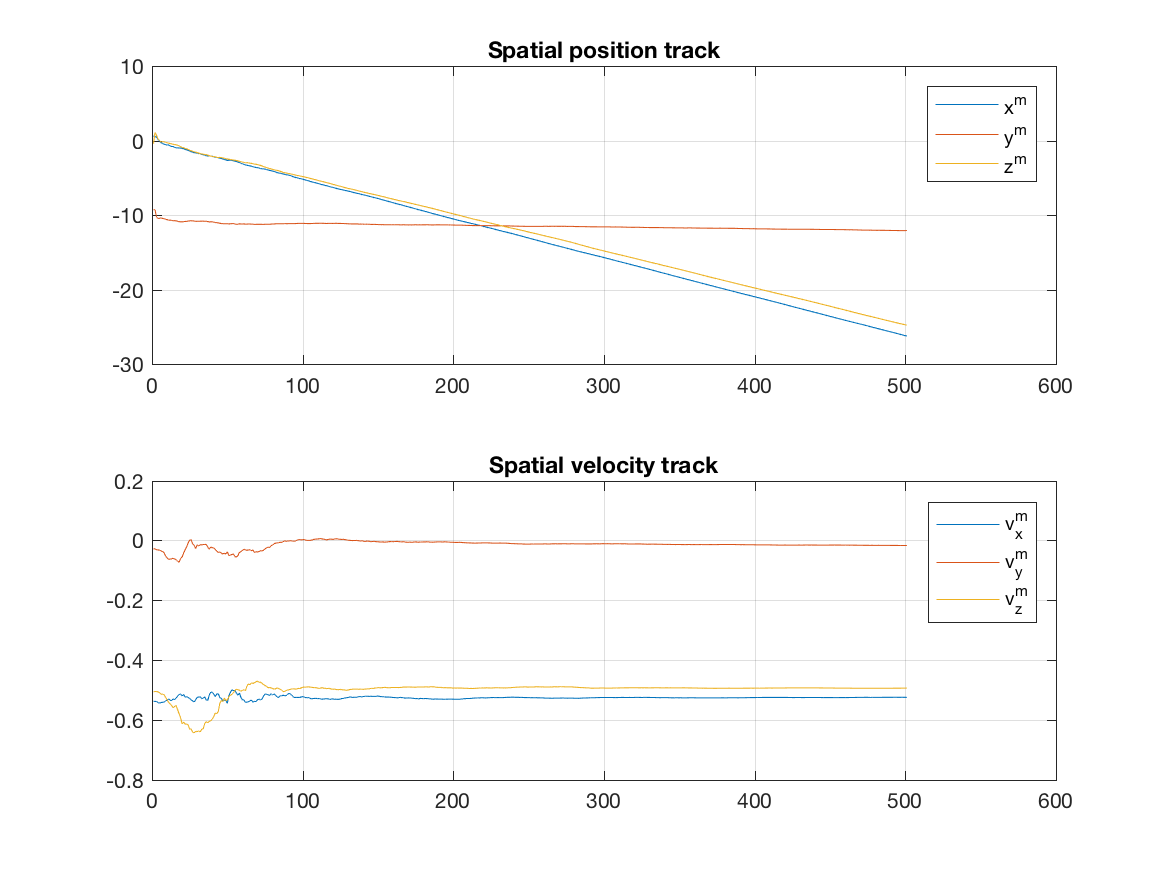 Spatial position track
10
0
-10
-20
-30
0 100 200 300 400 500 600
x^m
y^m
z^m
Spatial velocity track
0.2
0
-0.2
-0.4
-0.6
-0.8
0 100 200 300 400 500 600
v_x^m
v_y^m
v_z^m